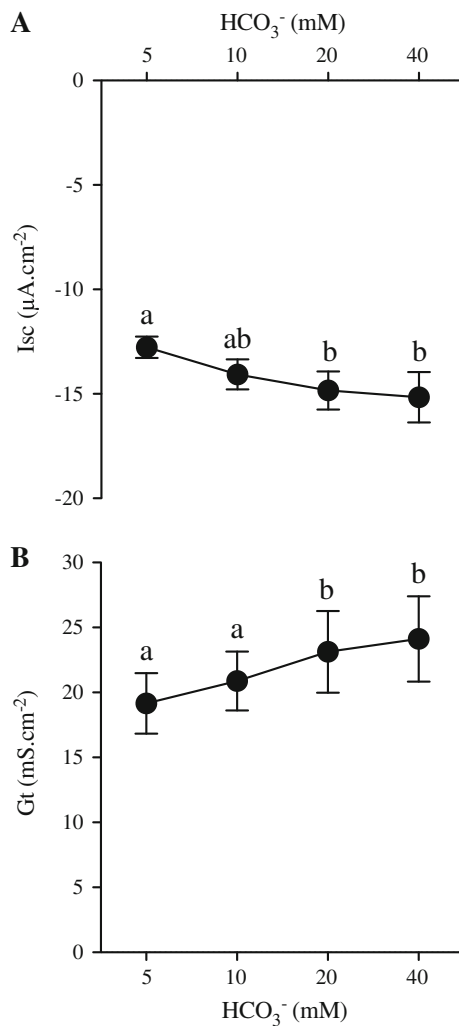 A
HCO₃⁻ (mM)
5 10 20 40
0
-5
-10
-15
-20
Isc (µA.cm⁻²)
a ab b b
B
30
25
20
15
10
5
0
Gt (mS.cm⁻²)
a a b b
5 10 20 40
HCO₃⁻ (mM)